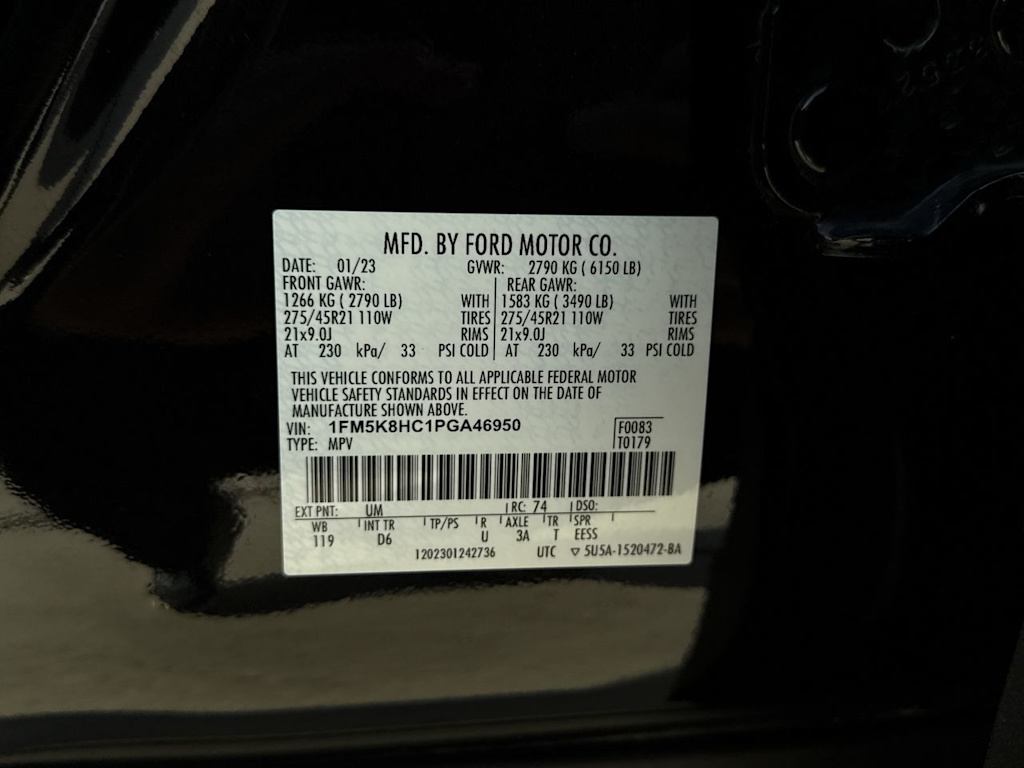 MFD. BY FORD MOTOR CO.
DATE: 01/23 GVWR: 2790 KG ( 6150 LB)
FRONT GAWR: REAR GAWR:
1266 KG ( 2790 LB) WITH 1583 KG ( 3490 LB) WITH
275/45R21 110W TIRES 275/45R21 110W TIRES
21x9.0J RIMS 21x9.0J RIMS
AT 230 kPa/ 33 PSI COLD AT 230 kPa/ 33 PSI COLD
THIS VEHICLE CONFORMS TO ALL APPLICABLE FEDERAL MOTOR
VEHICLE SAFETY STANDARDS IN EFFECT ON THE DATE OF
MANUFACTURE SHOWN ABOVE.
VIN: 1FM5K8HC1PGA46950 F0083
TYPE: MPV T0179
EXT PNT: UM RC: 74 DSO:
WB INT TR TP/PS R AXLE TR SPR
119 D6 U 3A T EESS
1202301242736 UTC ▽ 5U5A-1520472-BA